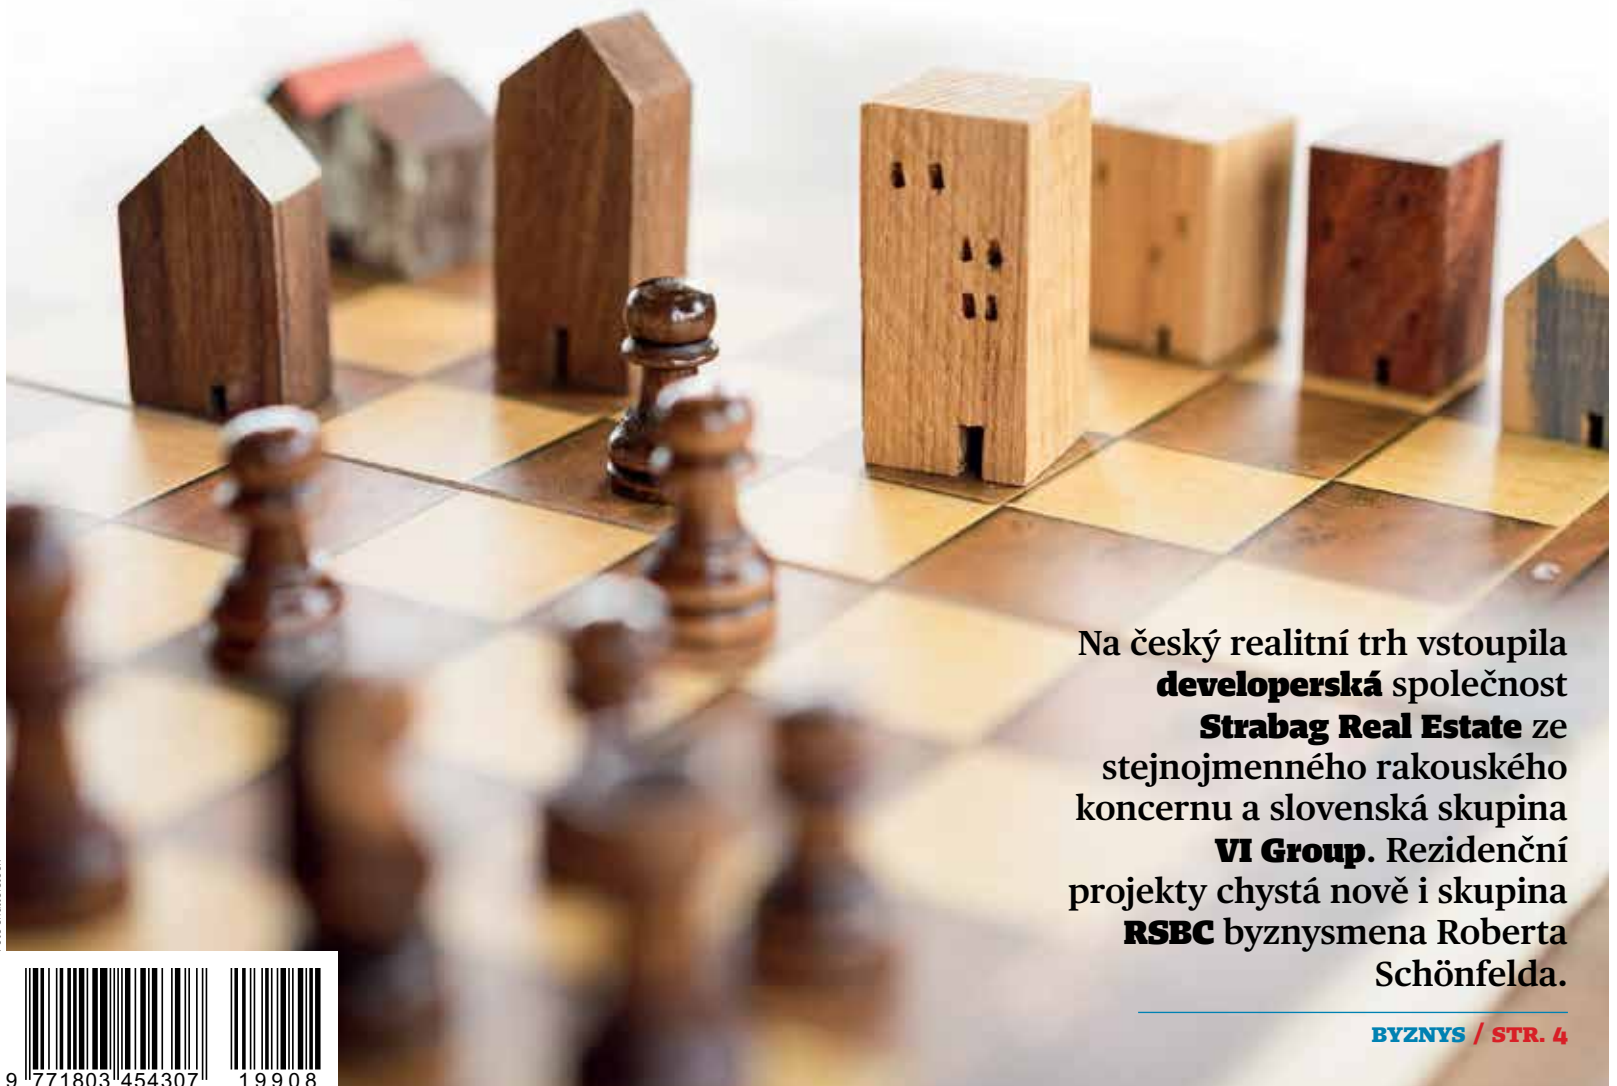 Na český realitní trh vstoupila
developerská společnost
Strabag Real Estate ze
stejnojmenného rakouského
koncernu a slovenská skupina
VI Group. Rezidenční
projekty chystá nově i skupina
RSBC byznysmena Roberta
Schönfelda.
BYZNYS / STR. 4
9 771803 454307 19908